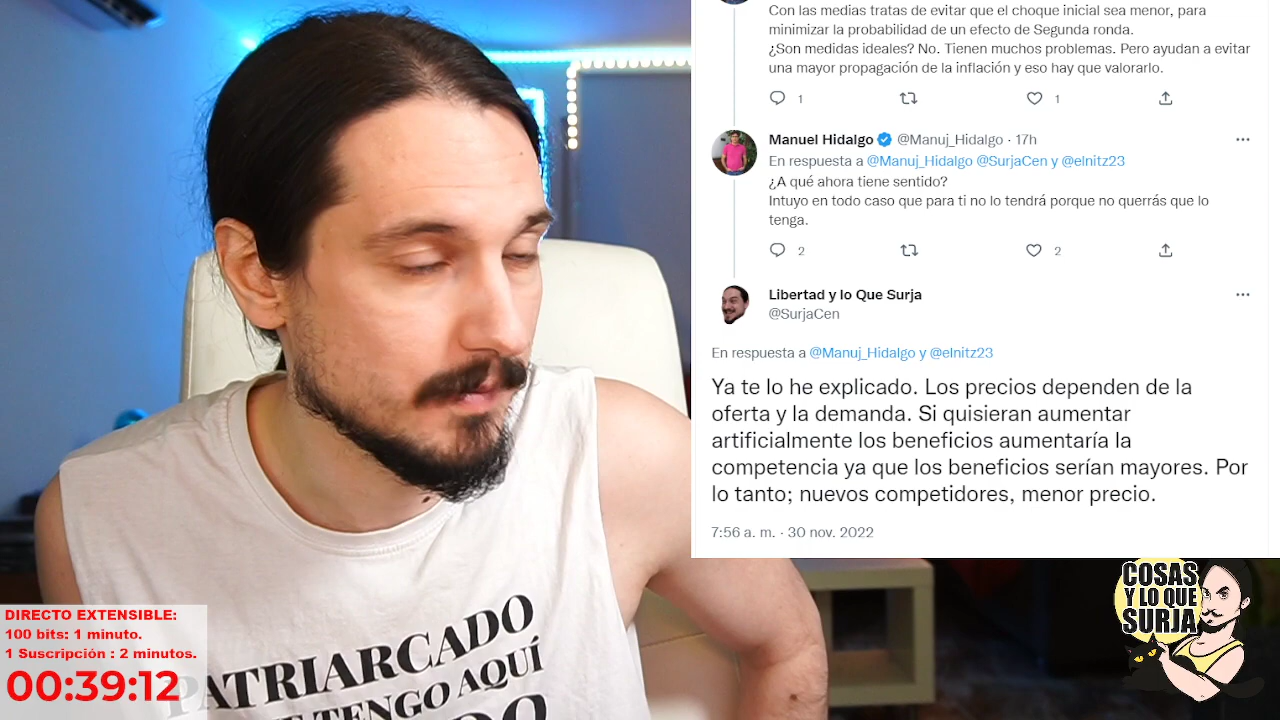 Con las medias tratas de evitar que el choque inicial sea menor, para
minimizar la probabilidad de un efecto de Segunda ronda.
¿Son medidas ideales? No. Tienen muchos problemas. Pero ayudan a evitar
una mayor propagación de la inflación y eso hay que valorarlo.
1
1
Manuel Hidalgo @Manuj_Hidalgo · 17h
En respuesta a @Manuj_Hidalgo @SurjaCen y @elnitz23
¿A qué ahora tiene sentido?
Intuyo en todo caso que para ti no lo tendrá porque no querrás que lo
tenga.
2
2
Libertad y lo Que Surja
@SurjaCen
En respuesta a @Manuj_Hidalgo y @elnitz23
Ya te lo he explicado. Los precios dependen de la
oferta y la demanda. Si quisieran aumentar
artificialmente los beneficios aumentaría la
competencia ya que los beneficios serían mayores. Por
lo tanto; nuevos competidores, menor precio.
7:56 a. m. · 30 nov. 2022
COSAS
Y LO QUE
SURJA
DIRECTO EXTENSIBLE:
100 bits: 1 minuto.
1 Suscripción : 2 minutos.
00:39:12
PATRIARCADO
TENGO AQUÍ